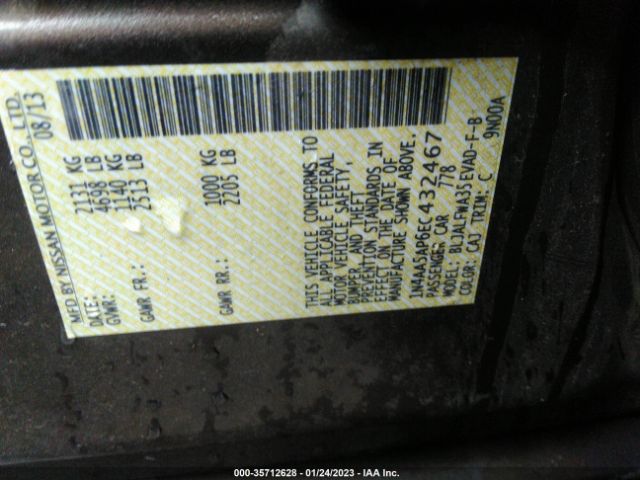 MFD BY NISSAN MOTOR CO., LTD.
DATE: 08/13
GVWR: 2131 KG
4698 LB
GAWR FR.: 1140 KG
2513 LB
GAWR RR.: 1000 KG
2205 LB
THIS VEHICLE CONFORMS TO
ALL APPLICABLE FEDERAL
MOTOR VEHICLE SAFETY,
BUMPER, AND THEFT
PREVENTION STANDARDS IN
EFFECT ON THE DATE OF
MANUFACTURE SHOWN ABOVE.
1N4AA5AP6EC432467
PASSENGER CAR 778
MODEL: BLJALFWA35EVAD-F-B
COLOR: CAJ TRIM: C 9N00A
000-35712628 - 01/24/2023 - IAA Inc.